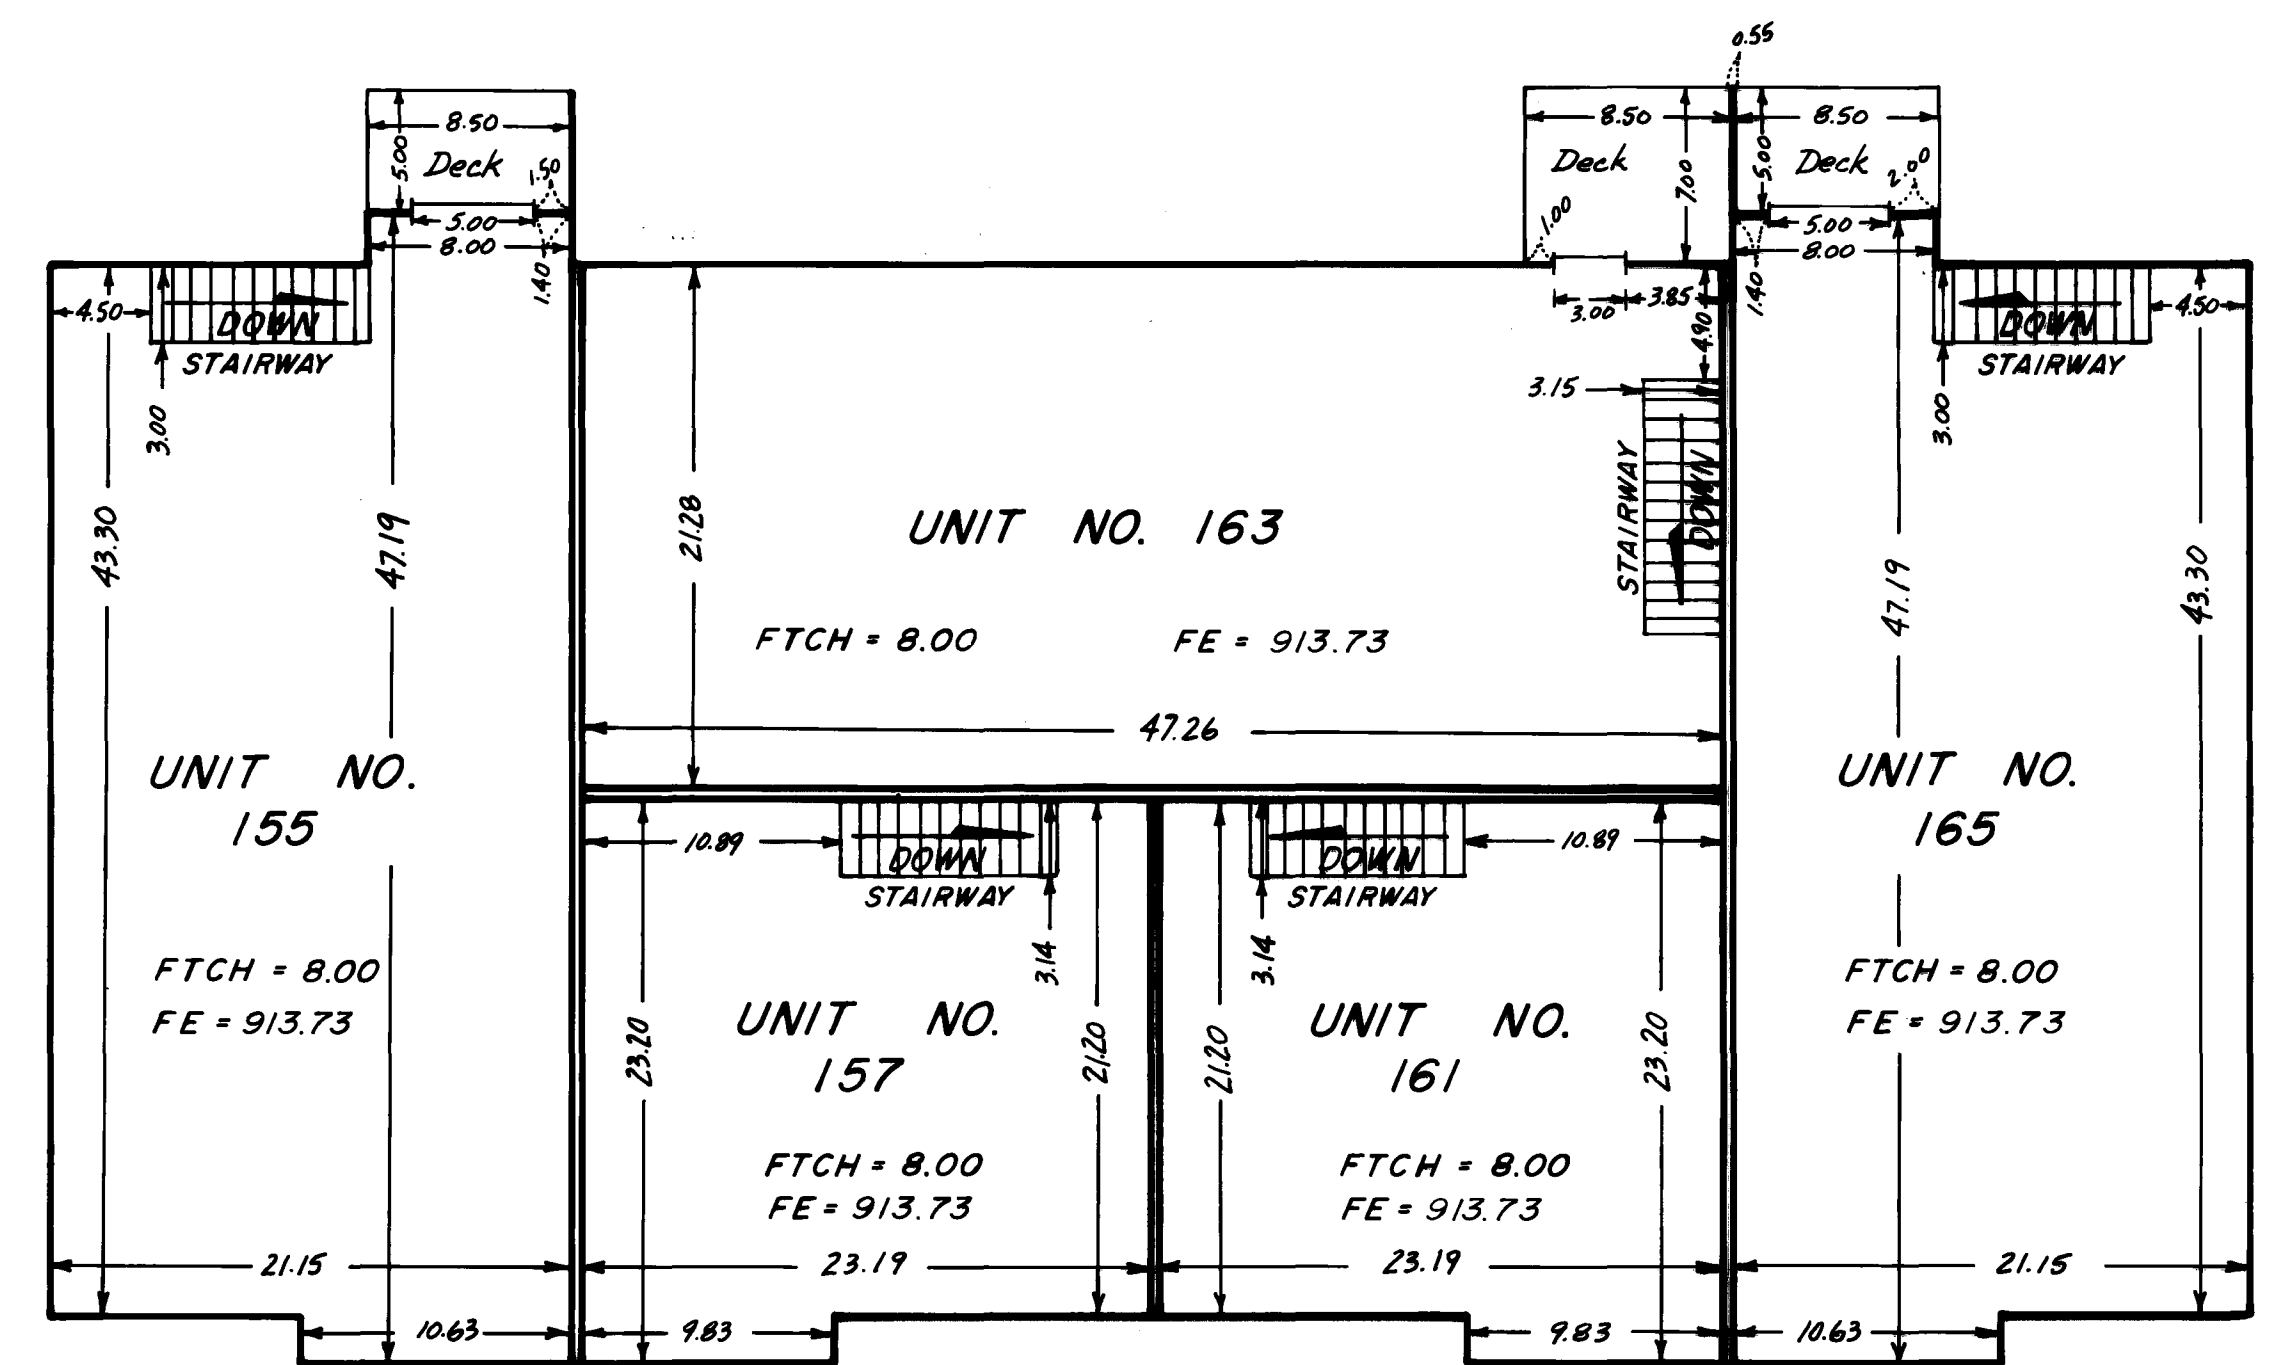 0.55
8.50
5.00
Deck
1.50
5.00
8.00
1.40
8.50
Deck
7.00
1.00
8.50
5.00
Deck
2.00
5.00
8.00
1.40
4.50
DOWN
STAIRWAY
3.00
3.00
3.85
4.90
3.15
STAIRWAY
DOWN
DOWN
4.50
STAIRWAY
3.00
43.30
47.19
21.28
UNIT NO. 163
FTCH = 8.00 FE = 913.73
47.26
47.19
43.30
UNIT NO.
155
FTCH = 8.00
FE = 913.73
21.15
10.63
10.89
DOWN
STAIRWAY
3.14
23.20
21.20
UNIT NO.
157
FTCH = 8.00
FE = 913.73
23.19
9.83
DOWN
10.89
STAIRWAY
3.14
21.20
23.20
UNIT NO.
161
FTCH = 8.00
FE = 913.73
23.19
9.83
UNIT NO.
165
FTCH = 8.00
FE = 913.73
21.15
10.63